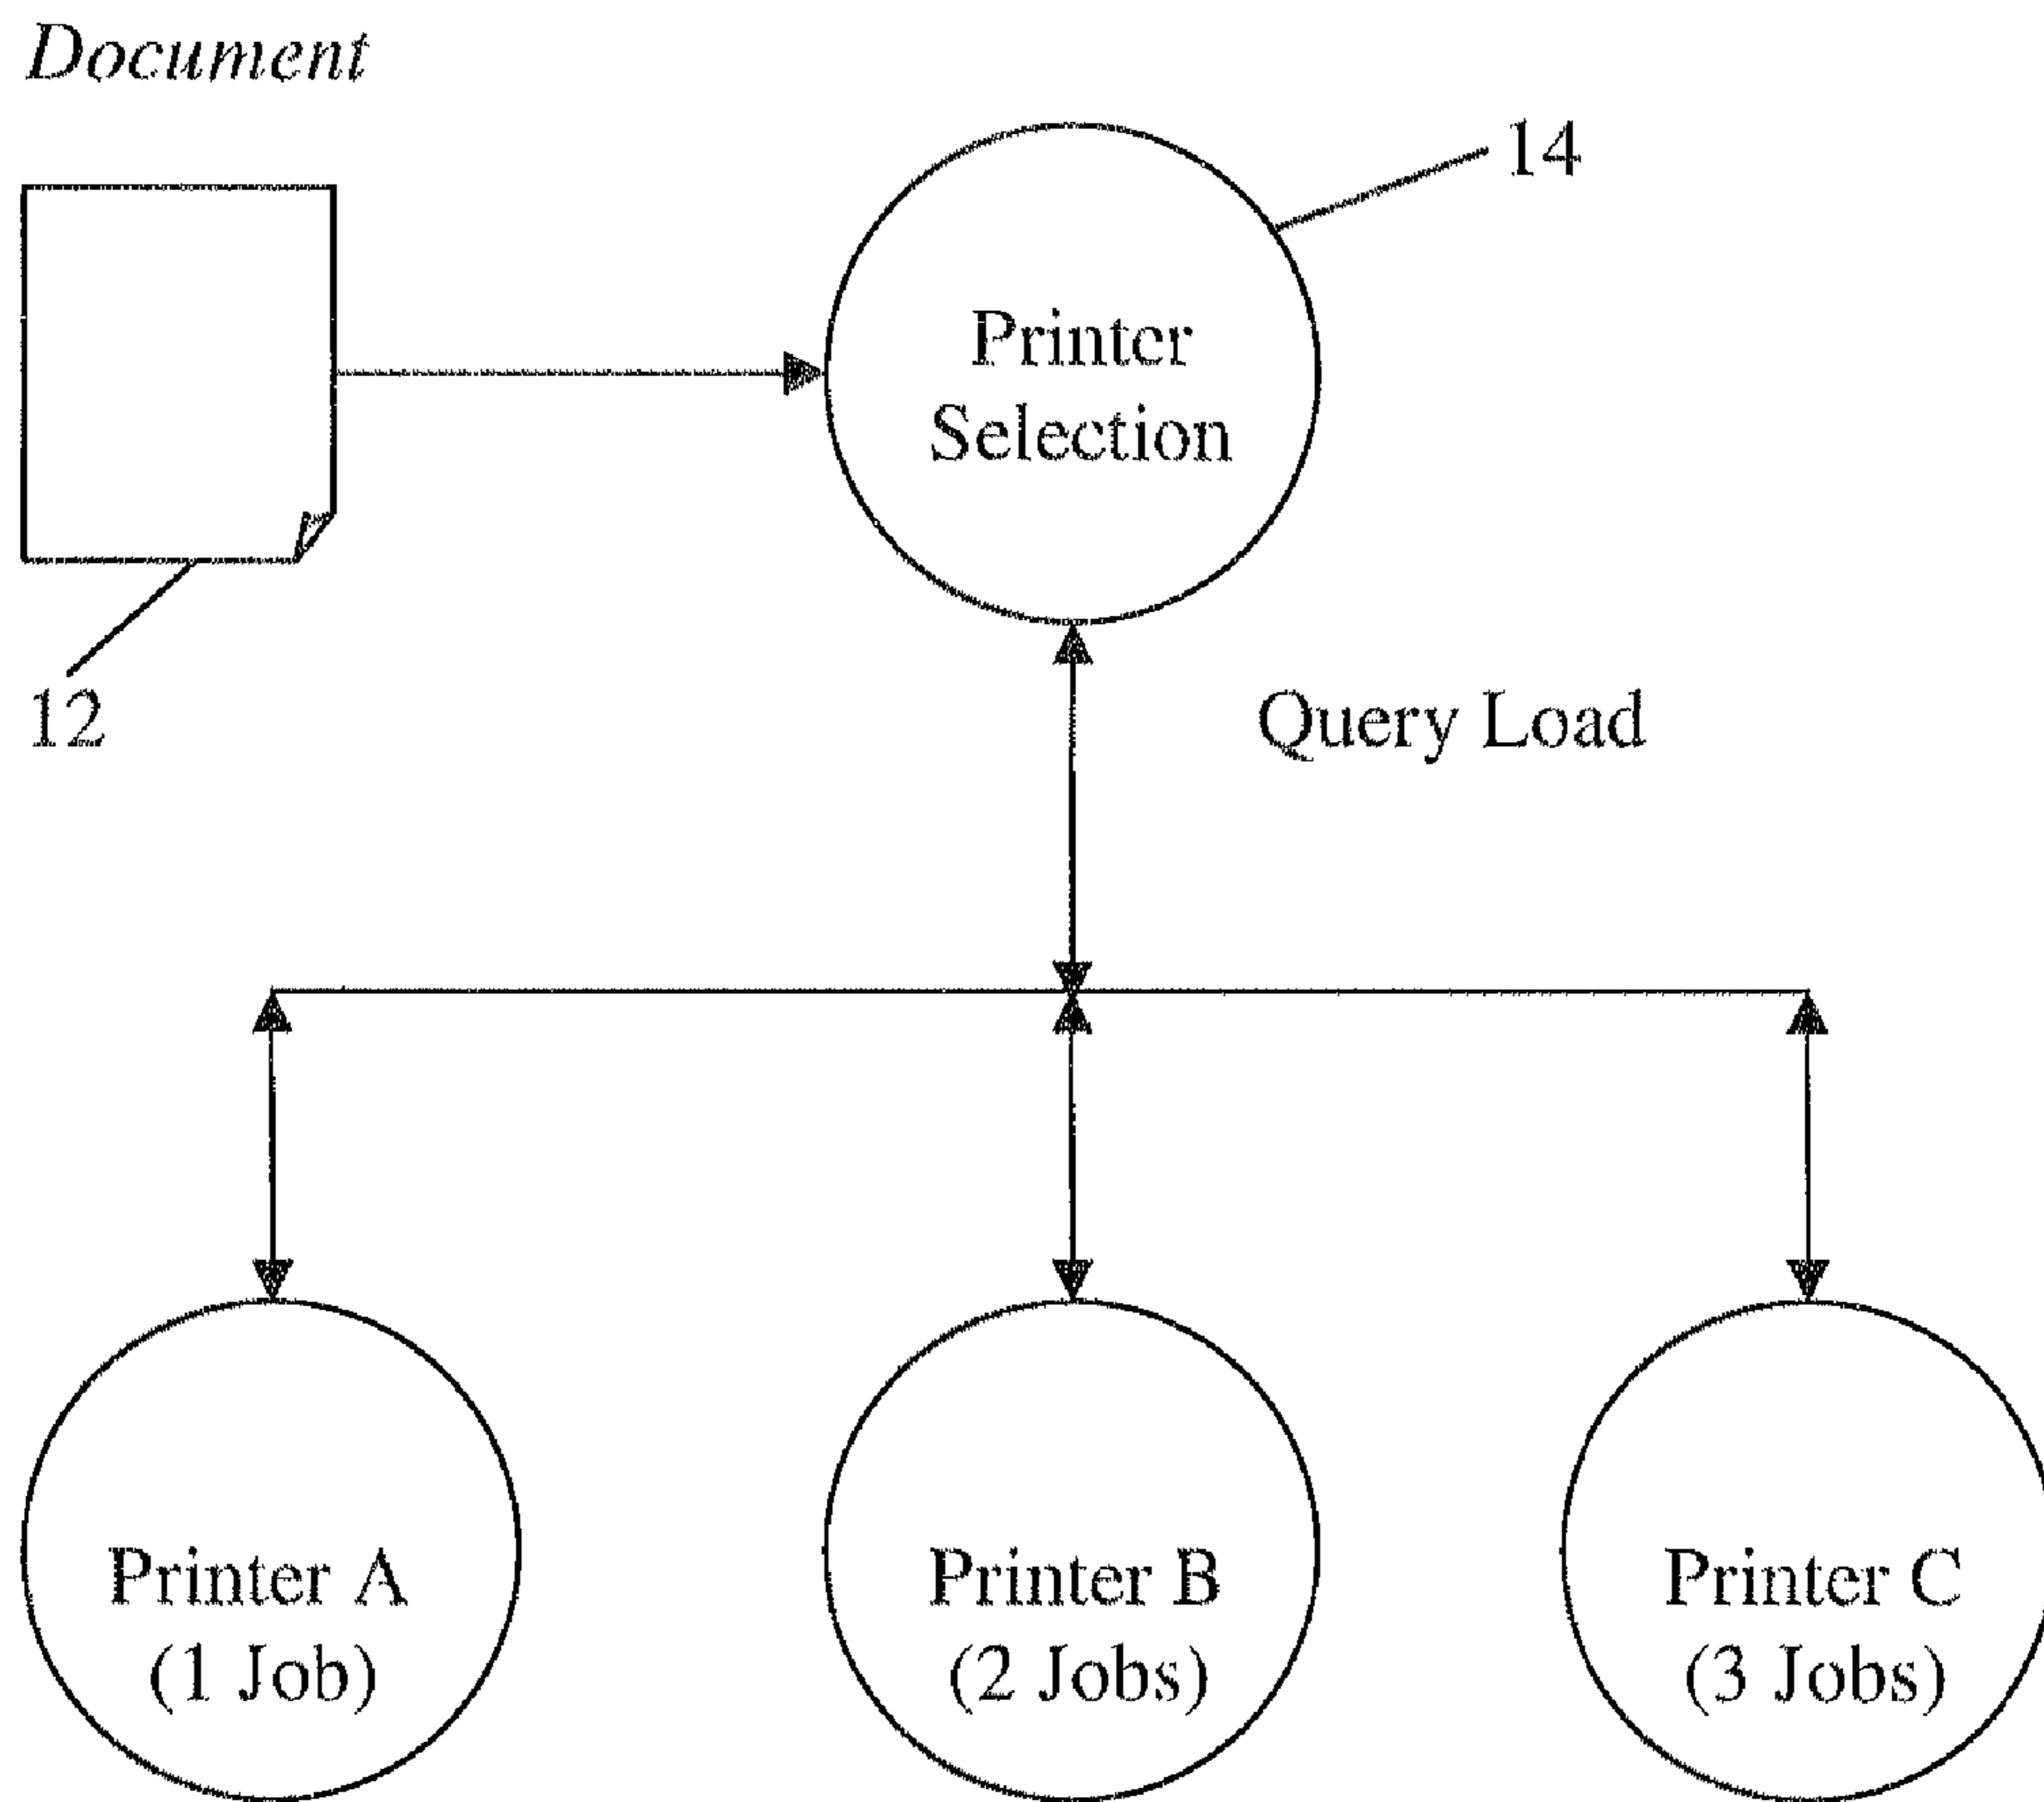 Document
14
Printer
Selection
12
Query Load
Printer A
(1 Job)
Printer B
(2 Jobs)
Printer C
(3 Jobs)